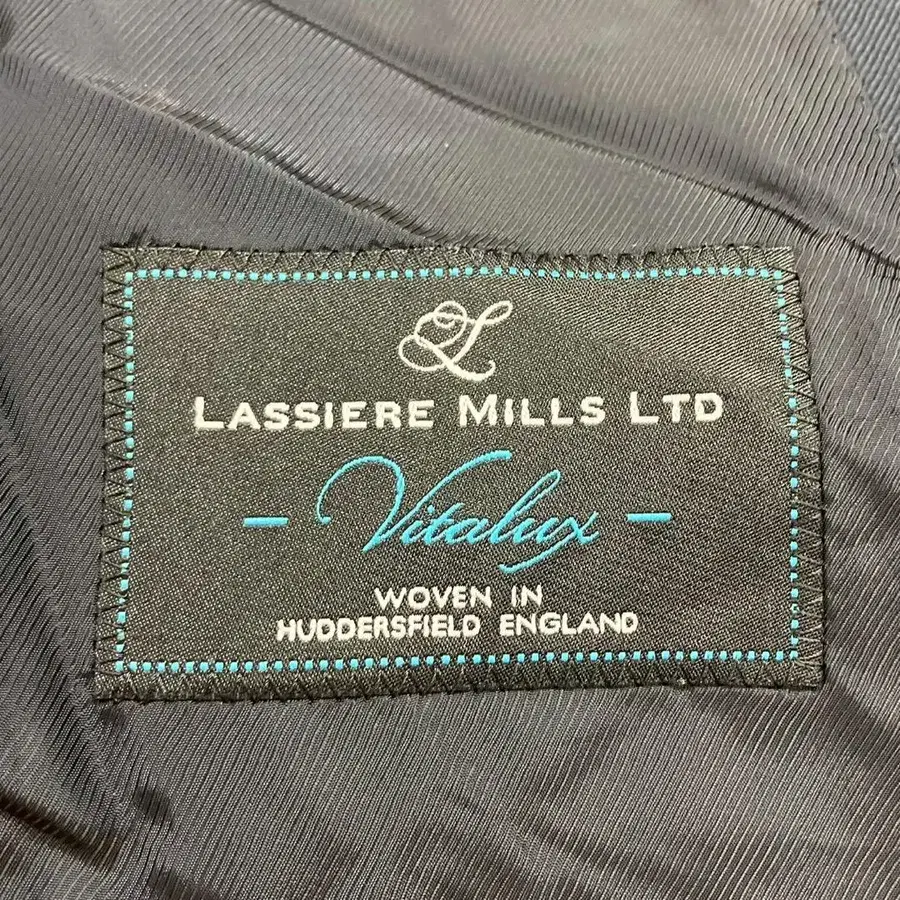 L
LASSIERE MILLS LTD
- Vitalux -
WOVEN IN
HUDDERSFIELD ENGLAND